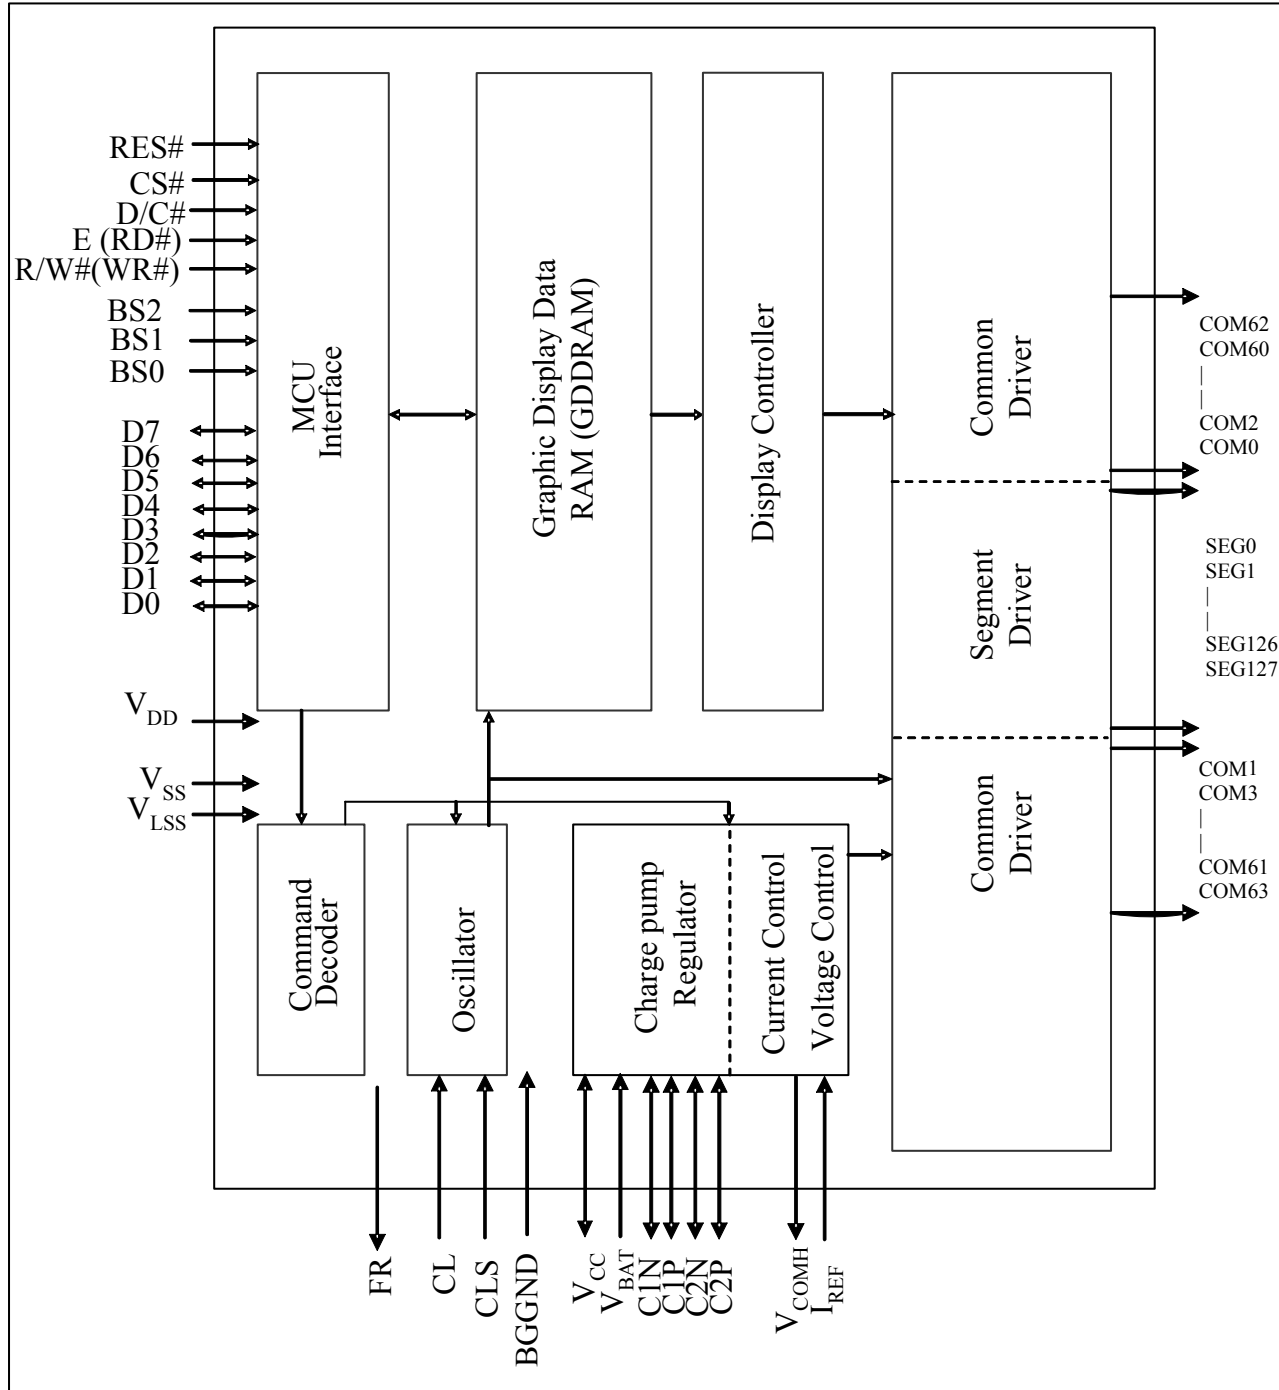 RES#
CS#
D/C#
E (RD#)
R/W#(WR#)
BS2
BS1
BS0
D7
D6
D5
D4
D3
D2
D1
D0
VDD
VSS
VLSS
MCU
Interface
Graphic Display Data
RAM (GDDRAM)
Display Controller
Common
Driver
Segment
Driver
Common
Driver
COM62
COM60
|
|
COM2
COM0
SEG0
SEG1
|
|
SEG126
SEG127
COM1
COM3
|
|
COM61
COM63
Command
Decoder
Oscillator
Charge pump
Regulator
Current Control
Voltage Control
FR
CL
CLS
BGGND
VCC
VBAT
C1N
C1P
C2N
C2P
VCOMH
IREF